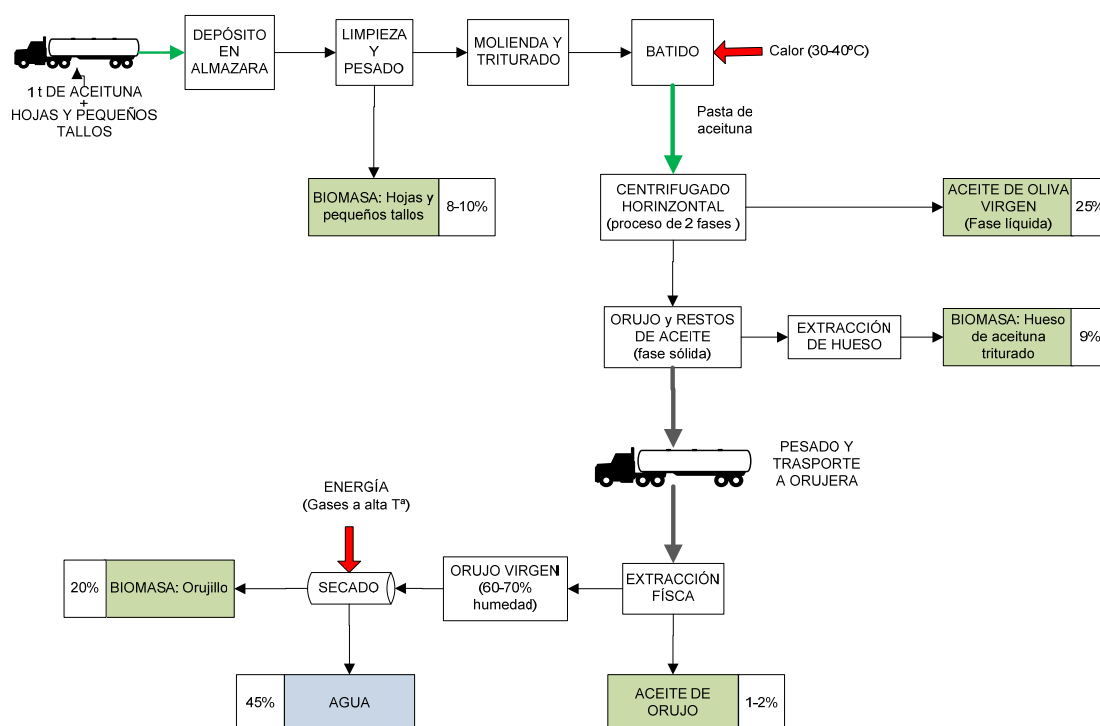 1 t DE ACEITUNA
+
HOJAS Y PEQUEÑOS
TALLOS
DEPÓSITO
EN
ALMAZARA
LIMPIEZA
Y
PESADO
MOLIENDA Y
TRITURADO
BATIDO
Calor (30-40ºC)
Pasta de
aceituna
BIOMASA: Hojas y
pequeños tallos
8-10%
CENTRIFUGADO
HORINZONTAL
(proceso de 2 fases )
ACEITE DE OLIVA
VIRGEN
(Fase líquida)
25%
ORUJO y RESTOS
DE ACEITE
(fase sólida)
EXTRACCIÓN
DE HUESO
BIOMASA: Hueso
de aceituna
triturado
9%
PESADO Y
TRASPORTE
A ORUJERA
ENERGÍA
(Gases a alta Tª)
20%
BIOMASA: Orujillo
SECADO
ORUJO VIRGEN
(60-70%
humedad)
EXTRACCIÓN
FÍSCA
45%
AGUA
ACEITE DE
ORUJO
1-2%